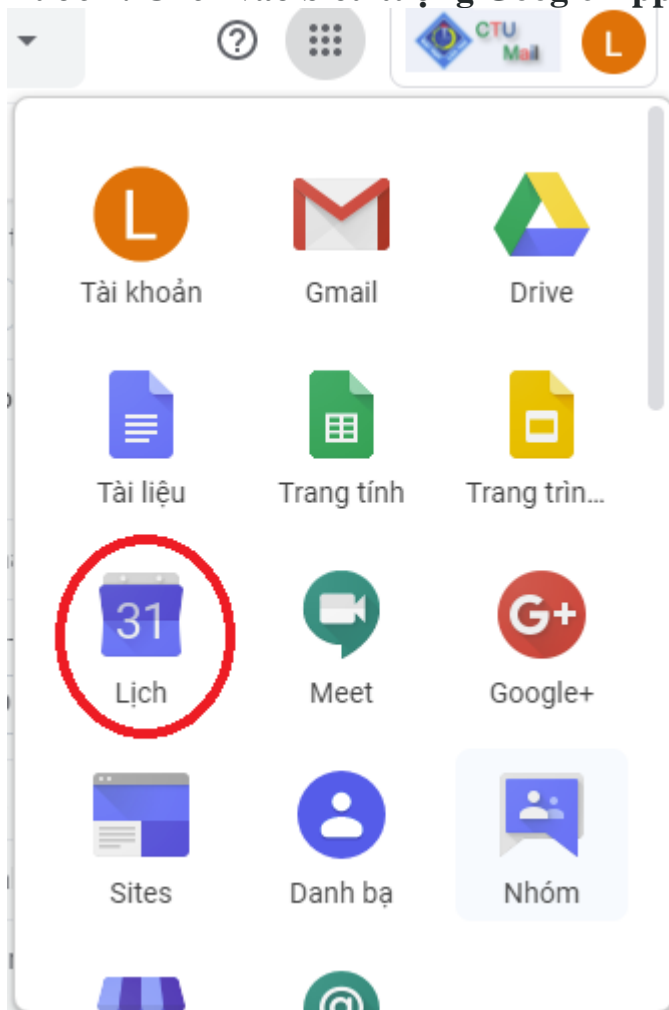 CTU
Mail
L
L
Tài khoản
Gmail
Drive
Tài liệu
Trang tính
Trang trìn...
31
Lịch
Meet
G+
Google+
Sites
Danh bạ
Nhóm
@